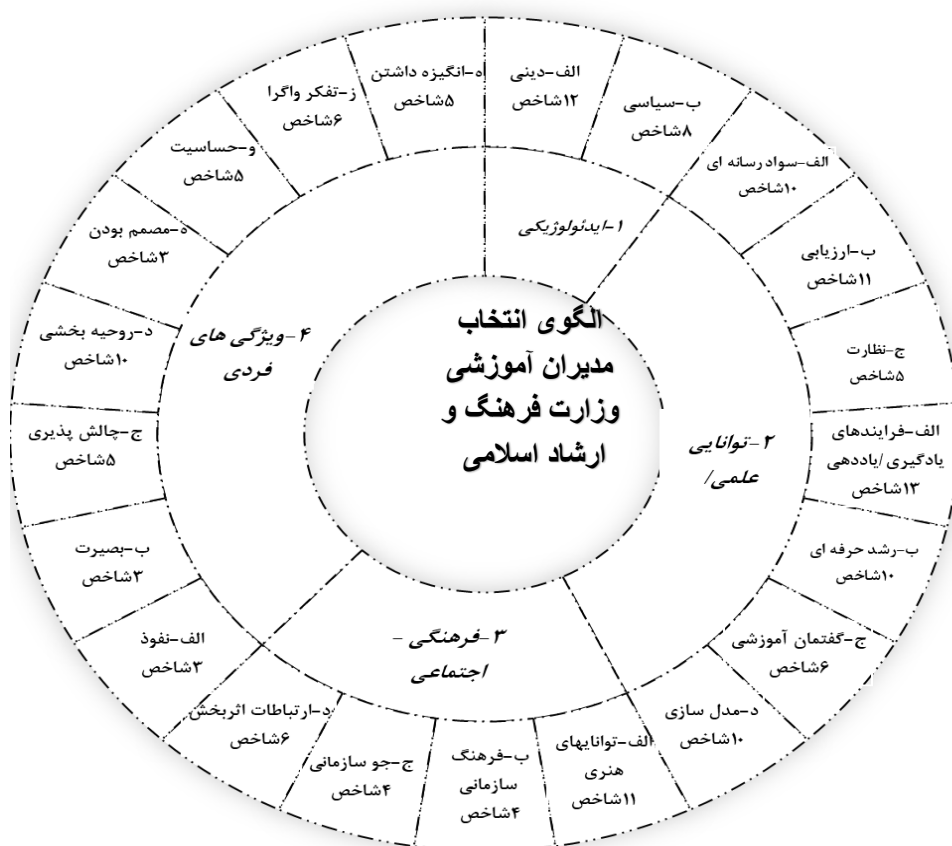 الگوی انتخاب
مدیران آموزشی
وزارت فرهنگ و
ارشاد اسلامی
۱-ایدئولوژیکی
الف-دینی
۱۲شاخص
ب-سیاسی
۸شاخص
۲-توانایی
علمی/
الف-سواد رسانه ای
۱۰شاخص
ب-ارزیابی
۱۱شاخص
ج-نظارت
۵شاخص
الف-فرایندهای
یادگیری/یاددهی
۱۳شاخص
ب-رشد حرفه ای
۱۰شاخص
ج-گفتمان آموزشی
۶شاخص
د-مدل سازی
۱۰شاخص
۳-فرهنگی-
اجتماعی
الف-توانایهای
هنری
۱۱شاخص
ب-فرهنگ
سازمانی
۴شاخص
ج-جو سازمانی
۴شاخص
د-ارتباطات اثربخش
۶شاخص
۴-ویژگی های
فردی
الف-نفوذ
۳شاخص
ب-بصیرت
۳شاخص
ج-چالش پذیری
۵شاخص
د-روحیه بخشی
۱۰شاخص
ه-مصمم بودن
۳شاخص
و-حساسیت
۵شاخص
ز-تفکر واگرا
۶شاخص
ه-انگیزه داشتن
۵شاخص